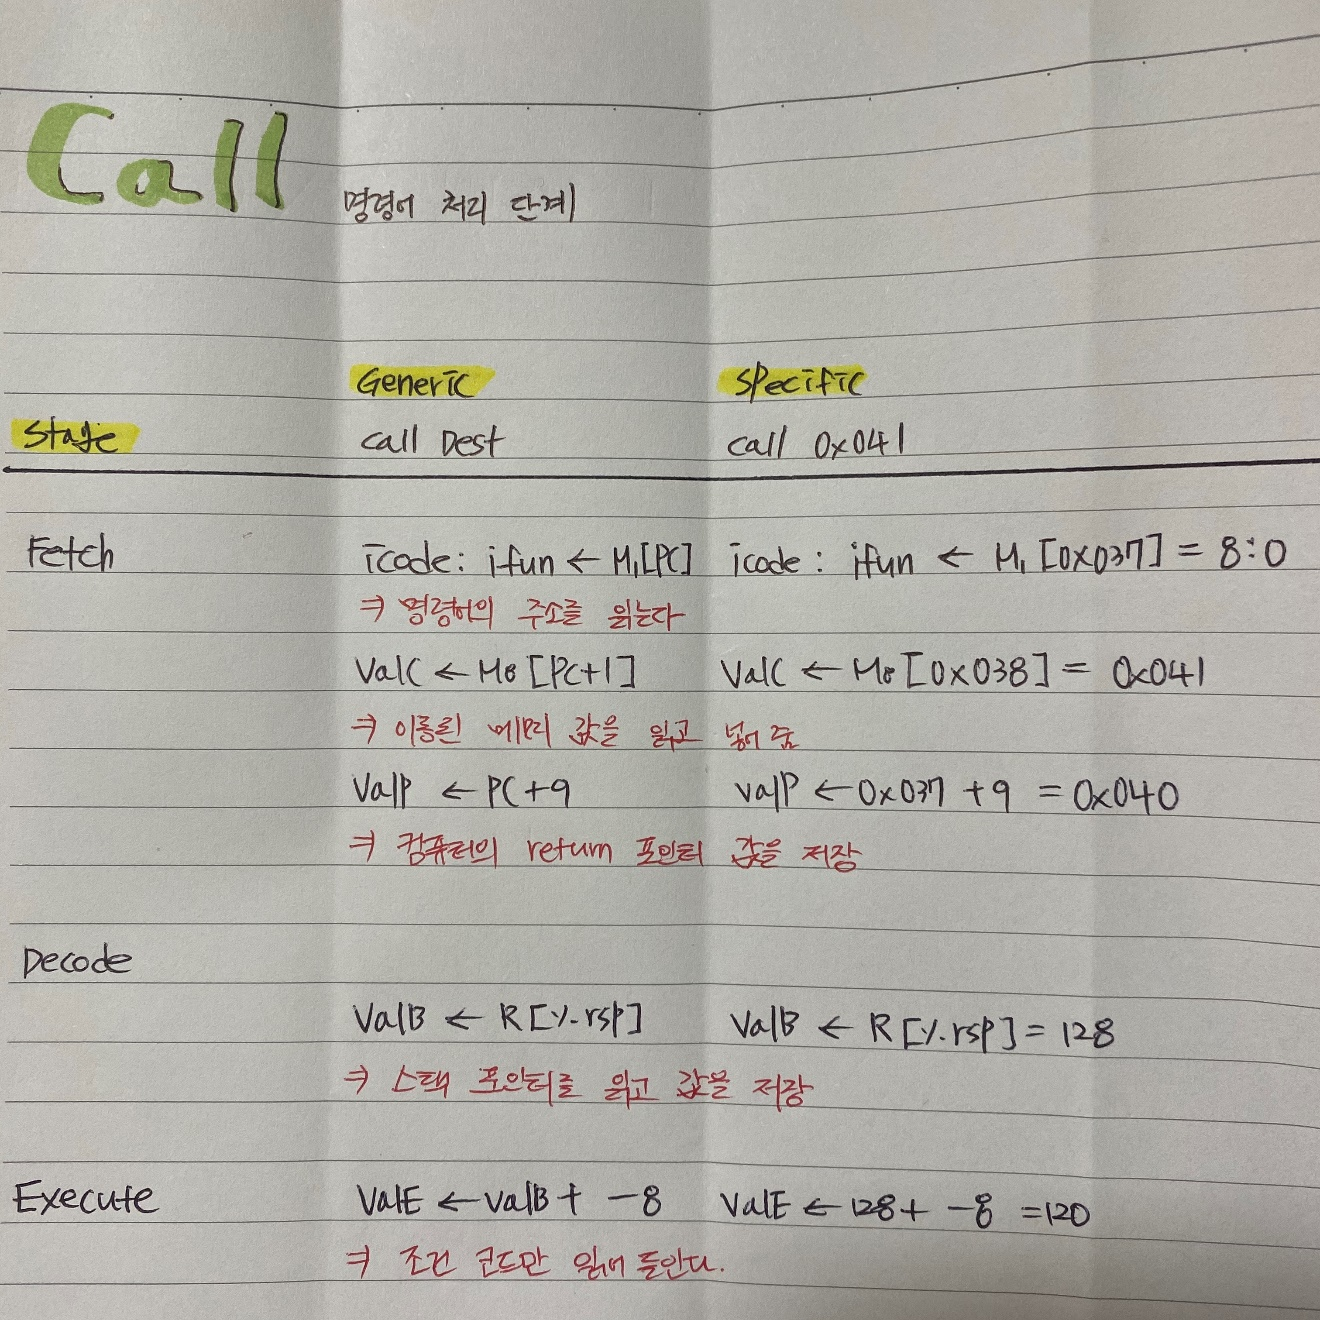 Call
명령어 처리 단계
Generic Specific
Stage call Dest call 0x041
Fetch icode: ifun ← M₁[PC] icode: ifun ← M₁[0x037] = 8:0
⇒ 명령어의 주소를 읽는다
ValC ← M8[PC+1] ValC ← M8[0x038] = 0x041
⇒ 메모리 값을 읽고 넣어 줌
ValP ← PC+9 valP ← 0x037 +9 = 0x040
⇒ 컴퓨터의 return 포인터 값을 저장
Decode
ValB ← R[%rsp] ValB ← R[%rsp] = 128
⇒ 스택 포인터를 읽고 값을 저장
Execute ValE ← ValB + -8 ValE ← 128 + -8 = 120
⇒ 조건 코드만 읽어 들인다.